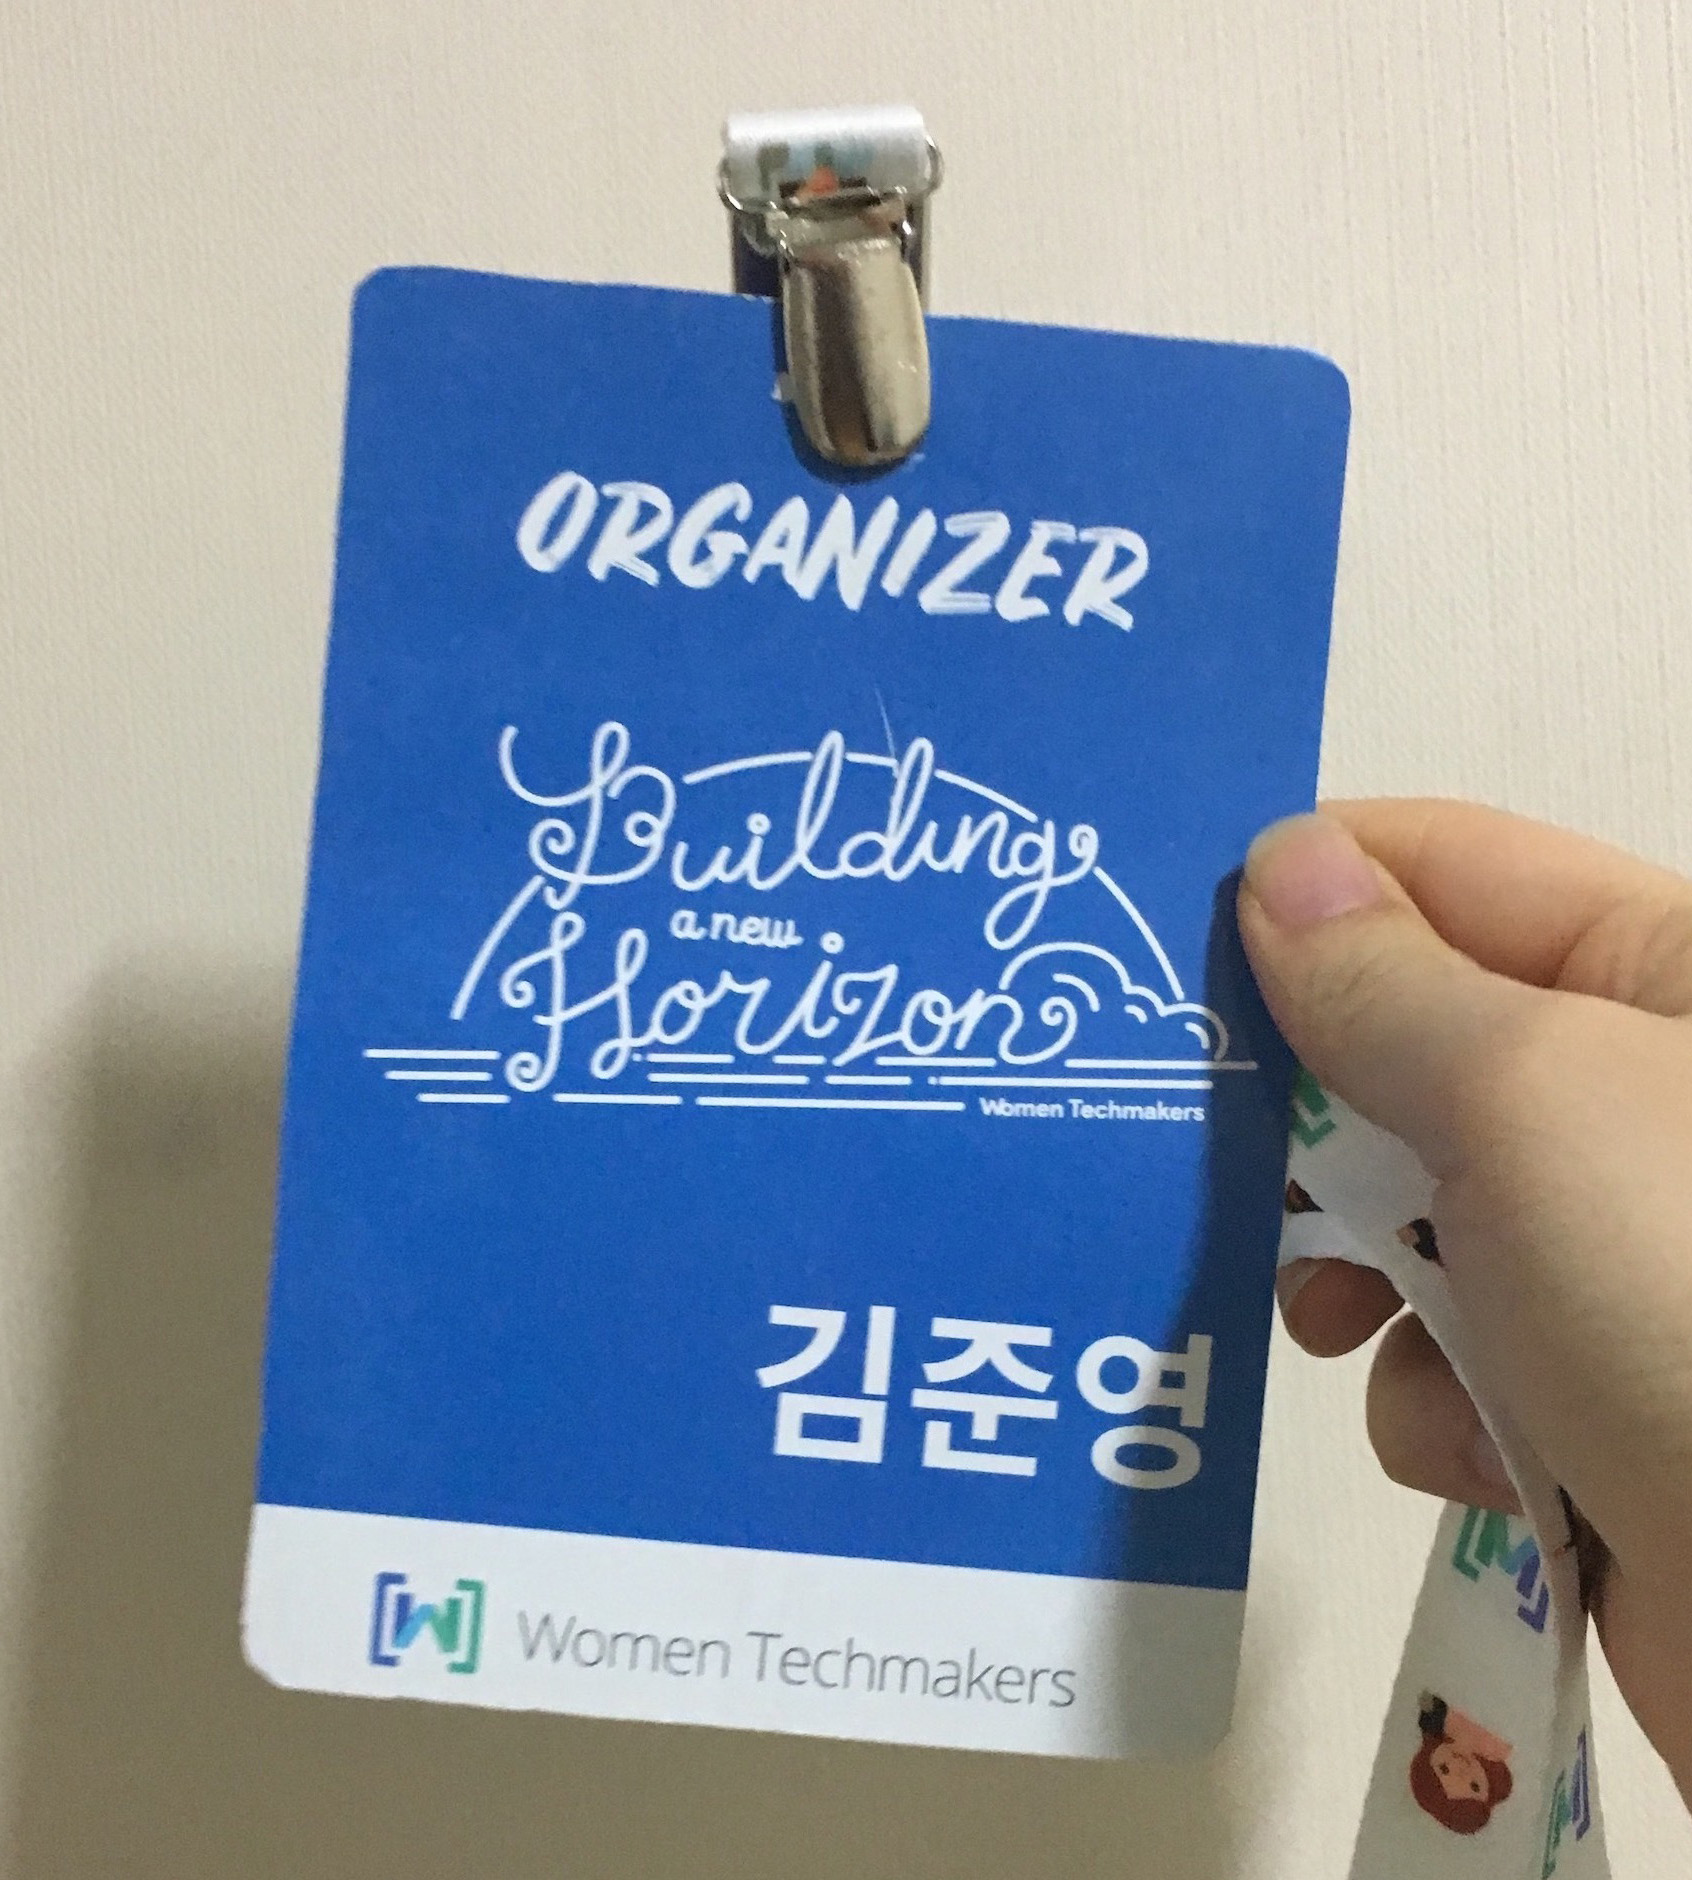 ORGANIZER
Building
a new
Horizon
Women Techmakers
김준영
[W] Women Techmakers